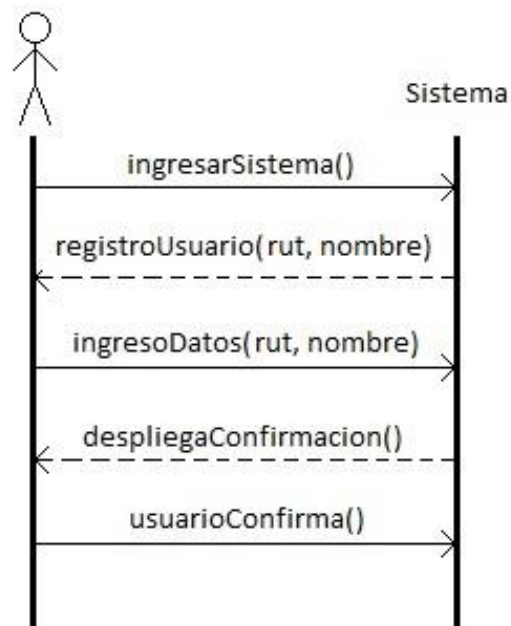 Sistema
ingresarSistema()
registroUsuario(rut, nombre)
ingresoDatos(rut, nombre)
despliegaConfirmacion()
usuarioConfirma()